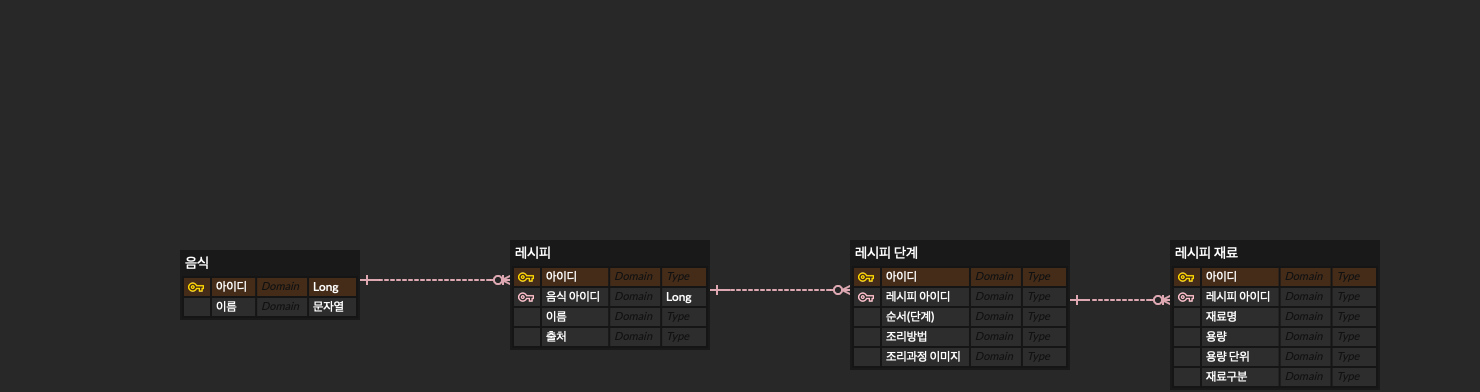 음식
아이디 Domain Long
이름 Domain 문자열
레시피
아이디 Domain Type
음식 아이디 Domain Long
이름 Domain Type
출처 Domain Type
레시피 단계
아이디 Domain Type
레시피 아이디 Domain Type
순서(단계) Domain Type
조리방법 Domain Type
조리과정 이미지 Domain Type
레시피 재료
아이디 Domain Type
레시피 아이디 Domain Type
재료명 Domain Type
용량 Domain Type
용량 단위 Domain Type
재료구분 Domain Type